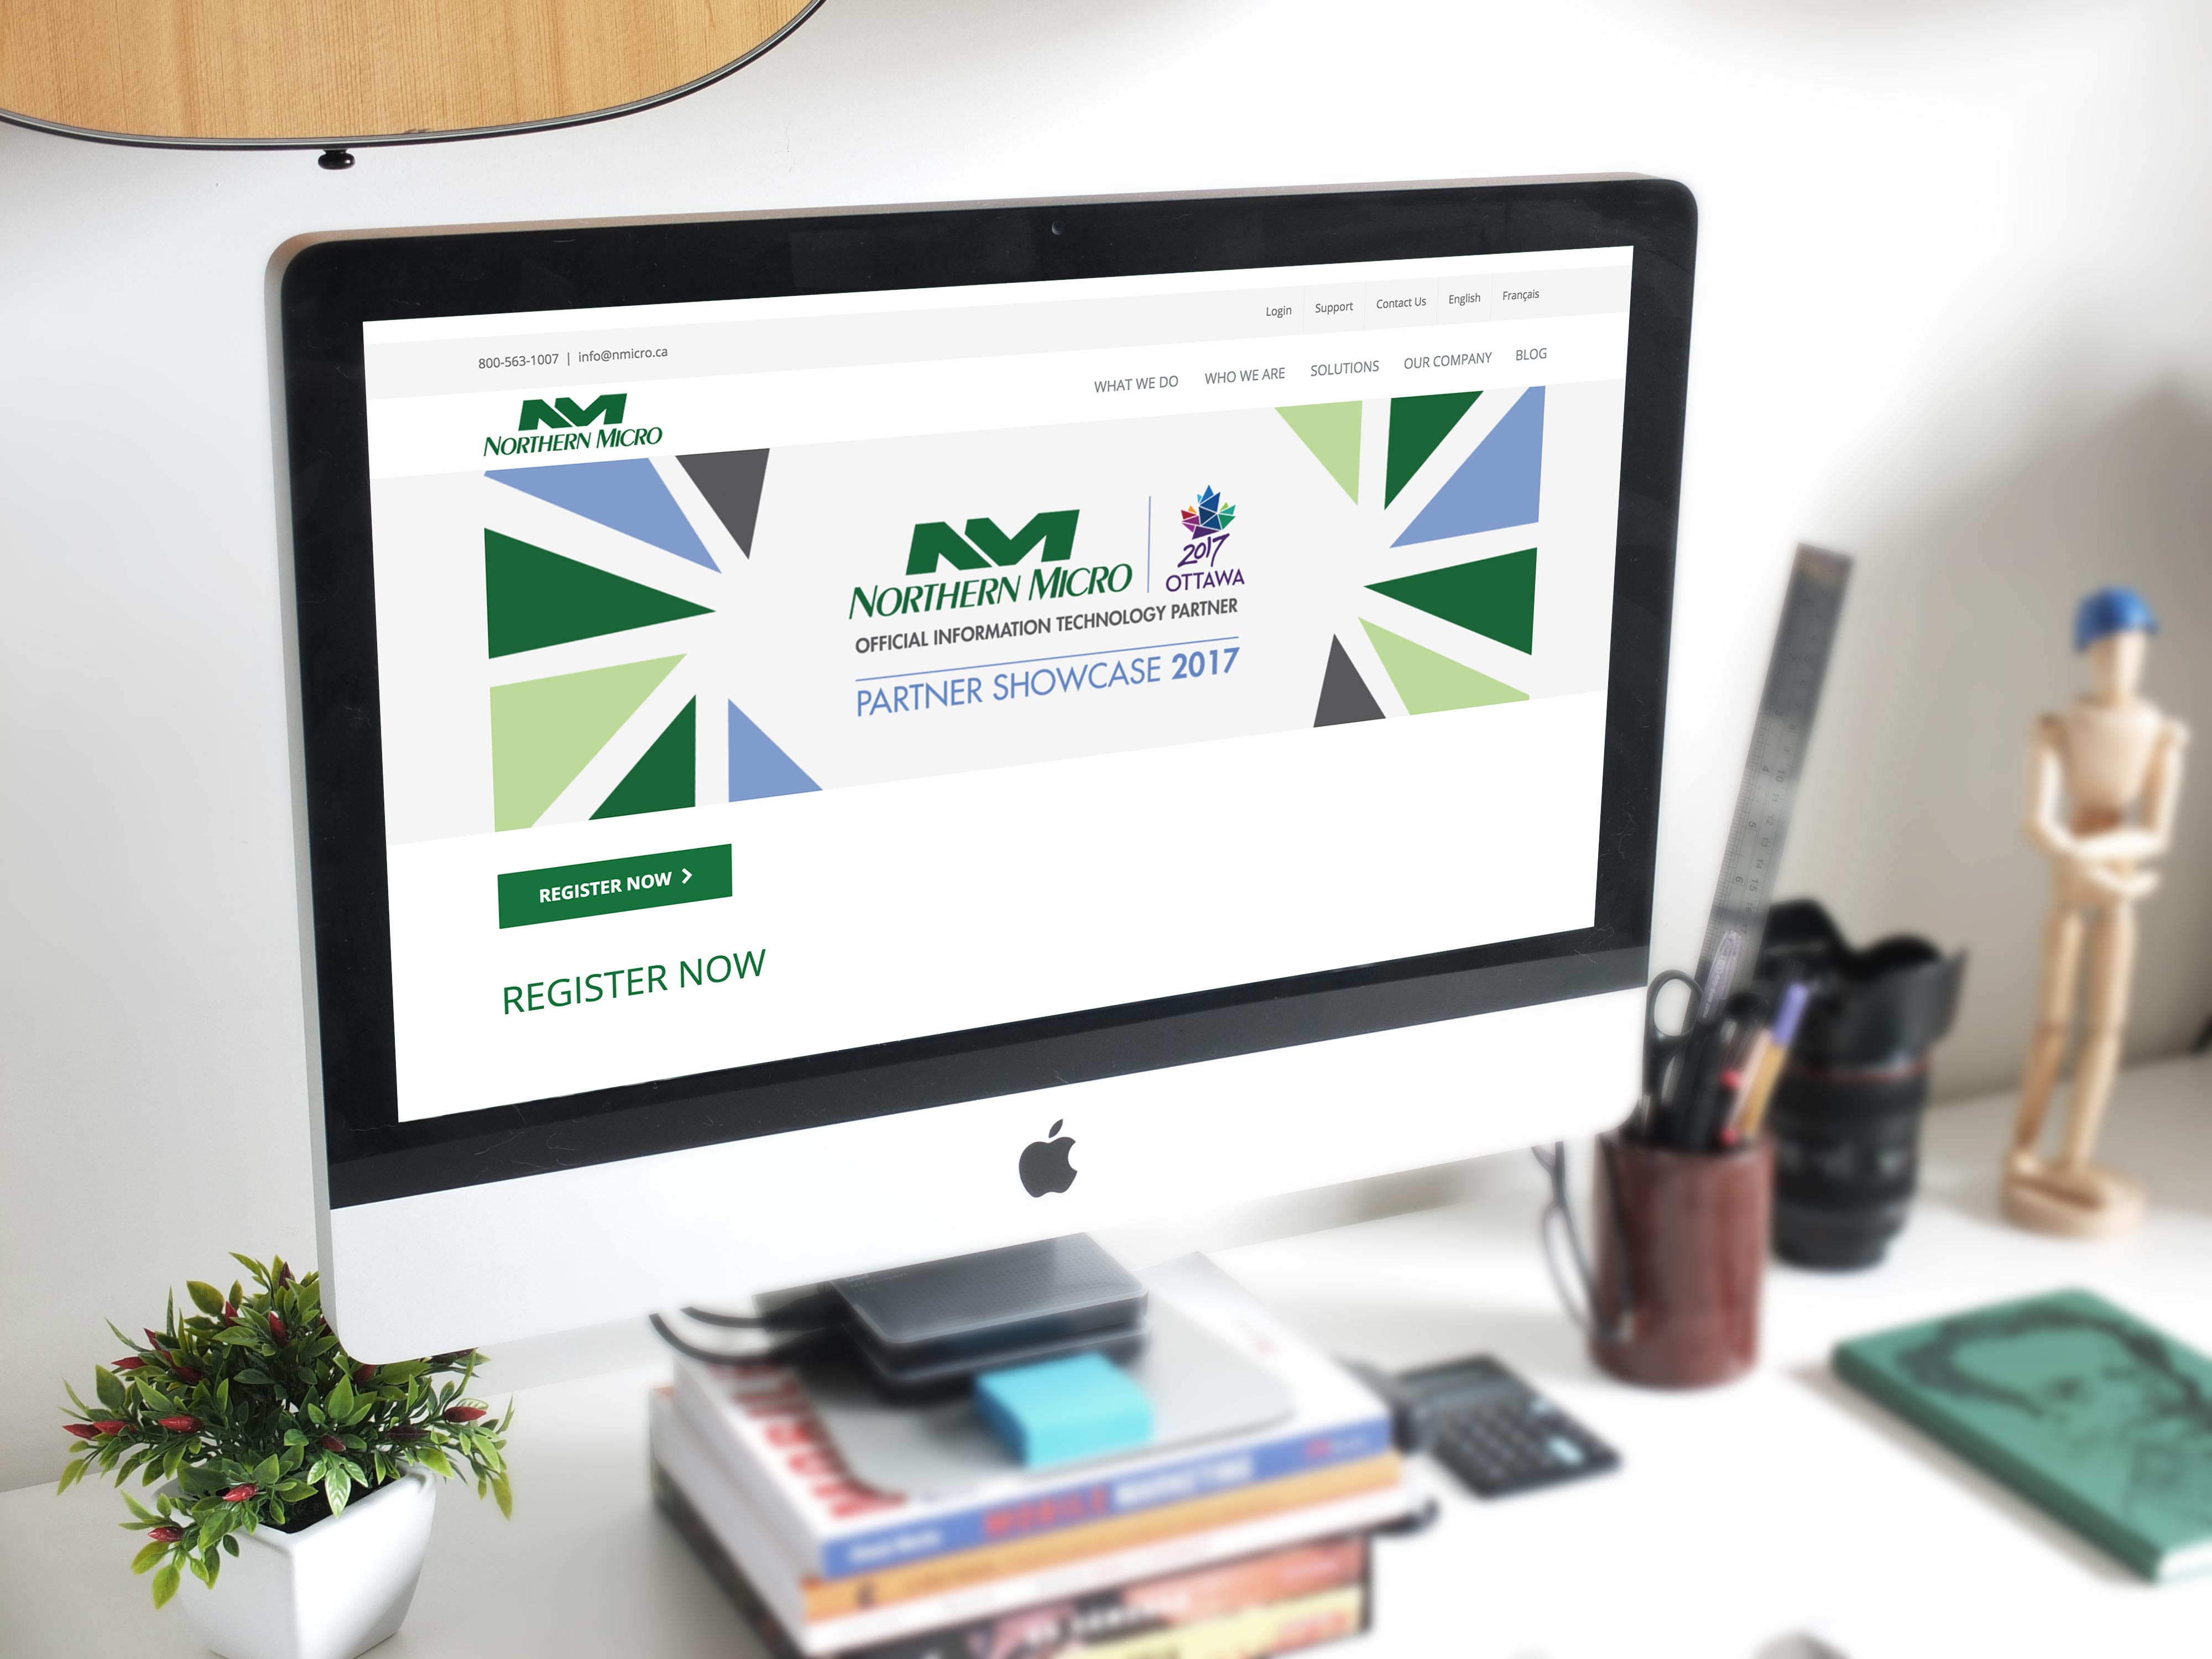 Login Support Contact Us English Français
800-563-1007 | info@nmicro.ca
WHAT WE DO WHO WE ARE SOLUTIONS OUR COMPANY BLOG
NM
NORTHERN MICRO
NM
NORTHERN MICRO
2017
OTTAWA
OFFICIAL INFORMATION TECHNOLOGY PARTNER
PARTNER SHOWCASE 2017
REGISTER NOW
REGISTER NOW
MOBILE MARKETING